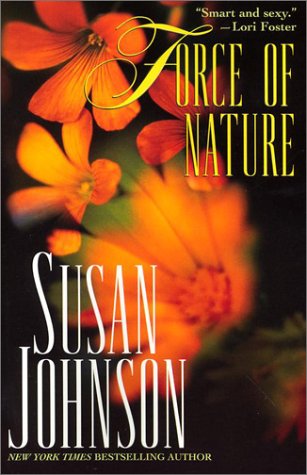 "Smart and sexy."
—Lori Foster
FORCE OF
NATURE
SUSAN
JOHNSON
NEW YORK TIMES BESTSELLING AUTHOR